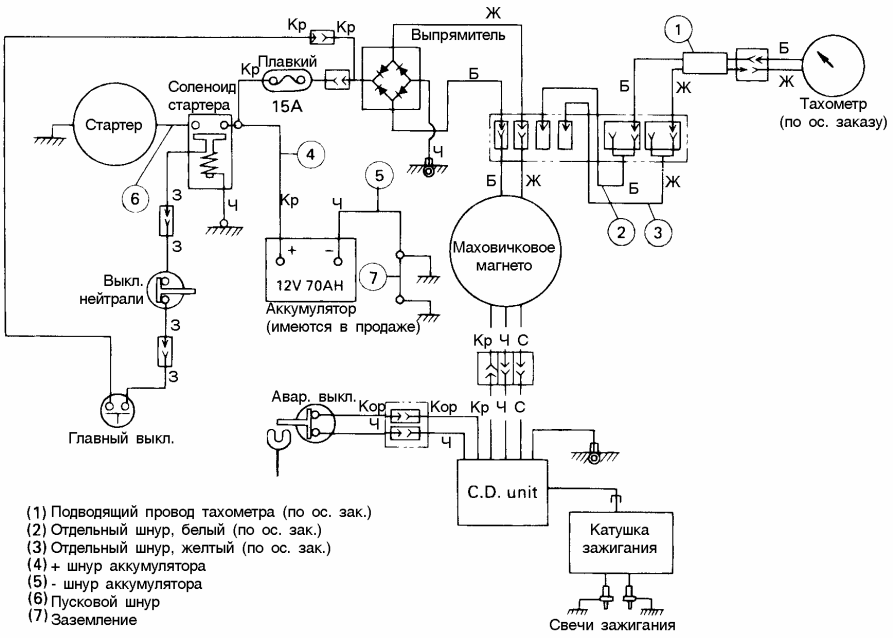 Ж
Кр
Кр
Выпрямитель
1
Б
Ж
Тахометр
(по ос. заказу)
Плавкий
Кр
15А
Б
Б
Ж
Соленоид
стартера
Стартер
4
Ч
6
З
Ч
Кр
5
Ч
Б
Ж
Б
Ж
2
3
З
Маховичковое
магнето
+
−
12V 70AH
7
Выкл.
нейтрали
Аккумулятор
(имеются в продаже)
З
З
Кр
Ч
С
Главный выкл.
Авар. выкл.
Кор
Кор
Кр
Ч
С
Ч
Ч
C.D. unit
Катушка
зажигания
Свечи зажигания
(1) Подводящий провод тахометра (по ос. зак.)
(2) Отдельный шнур, белый (по ос. зак.)
(3) Отдельный шнур, желтый (по ос. зак.)
(4) + шнур аккумулятора
(5) - шнур аккумулятора
(6) Пусковой шнур
(7) Заземление